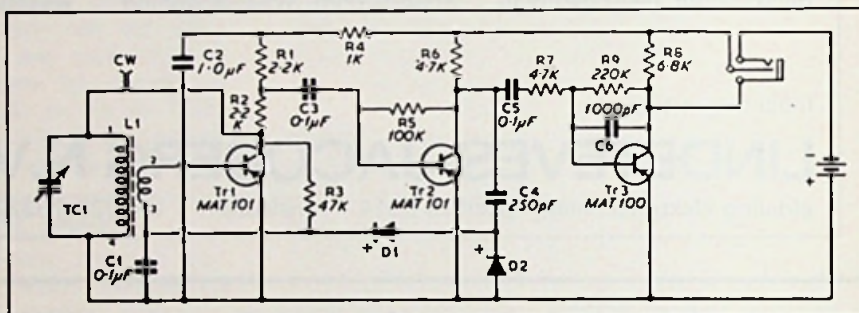 CW
C2
1·0µF
R1
2·2K
R2
22
K
R4
1K
C3
0·1µF
R5
100K
R6
4·7K
C5
0·1µF
R7
4·7K
R9
220K
1000pF
C6
R8
6·8K
TC1
L1
1
2
3
4
C1
0·1µF
Tr1
MAT 101
R3
47K
D1
+
Tr2
MAT 101
C4
250pF
+
D2
Tr3
MAT 100
-
+